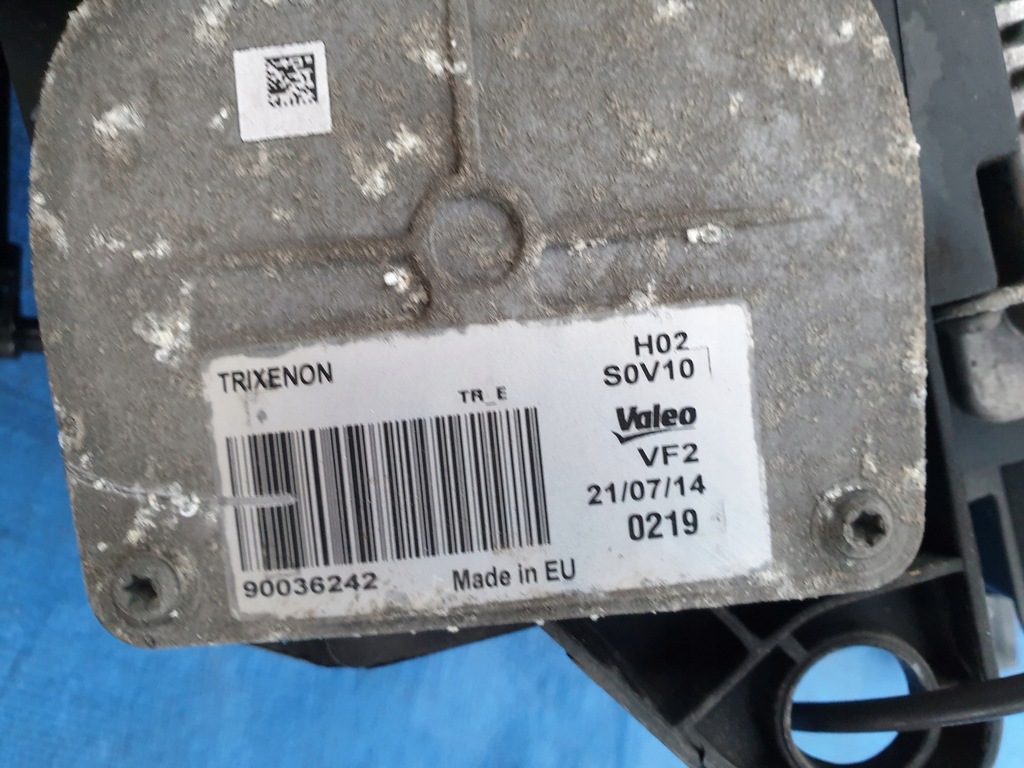 TRIXENON
H02
S0V10
TR_E
Valeo
VF2
21/07/14
0219
90036242
Made in EU